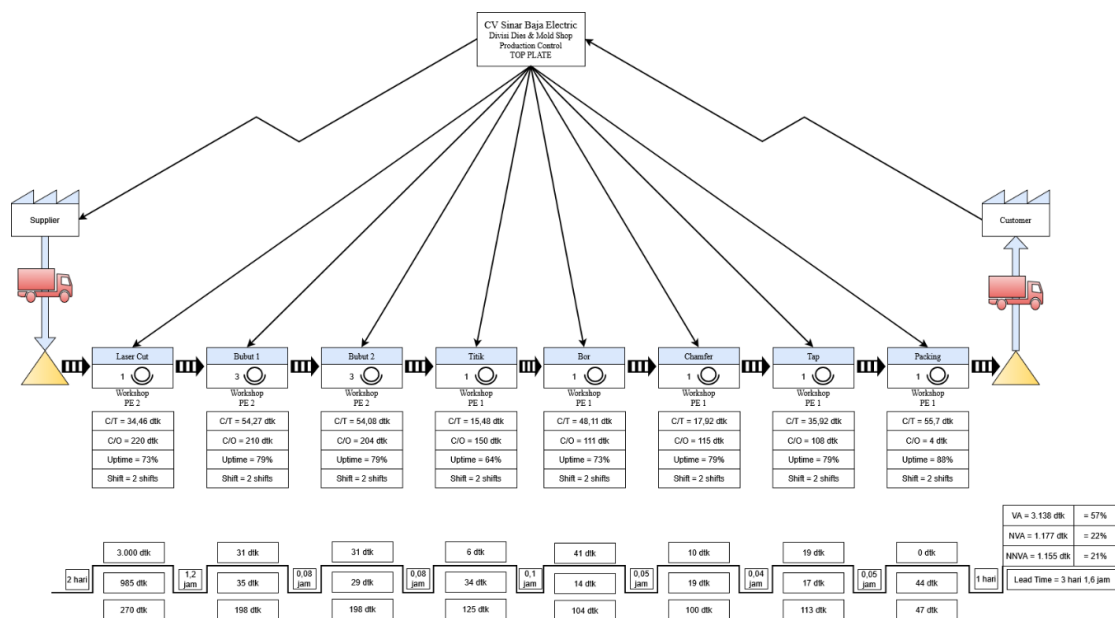 CV Sinar Baja Electric
Divisi Dies & Mold Shop
Production Control
TOP PLATE
Supplier
Customer
Laser Cut
1
Workshop
PE 2
C/T = 34,46 dtk
C/O = 220 dtk
Uptime = 73%
Shift = 2 shifts
Bubut 1
3
Workshop
PE 2
C/T = 54,27 dtk
C/O = 210 dtk
Uptime = 79%
Shift = 2 shifts
Bubut 2
3
Workshop
PE 2
C/T = 54,08 dtk
C/O = 204 dtk
Uptime = 79%
Shift = 2 shifts
Titik
1
Workshop
PE 1
C/T = 15,48 dtk
C/O = 150 dtk
Uptime = 64%
Shift = 2 shifts
Bor
1
Workshop
PE 1
C/T = 48,11 dtk
C/O = 111 dtk
Uptime = 73%
Shift = 2 shifts
Chamfer
1
Workshop
PE 1
C/T = 17,92 dtk
C/O = 115 dtk
Uptime = 79%
Shift = 2 shifts
Tap
1
Workshop
PE 1
C/T = 35,92 dtk
C/O = 108 dtk
Uptime = 79%
Shift = 2 shifts
Packing
1
Workshop
PE 1
C/T = 55,7 dtk
C/O = 4 dtk
Uptime = 88%
Shift = 2 shifts
2 hari
3.000 dtk
985 dtk
270 dtk
1,2
jam
31 dtk
35 dtk
198 dtk
0,08
jam
31 dtk
29 dtk
198 dtk
0,08
jam
6 dtk
34 dtk
125 dtk
0,1
jam
41 dtk
14 dtk
104 dtk
0,05
jam
10 dtk
19 dtk
100 dtk
0,04
jam
19 dtk
17 dtk
113 dtk
0,05
jam
0 dtk
44 dtk
47 dtk
1 hari
VA = 3.138 dtk = 57%
NVA = 1.177 dtk = 22%
NNVA = 1.155 dtk = 21%
Lead Time = 3 hari 1,6 jam